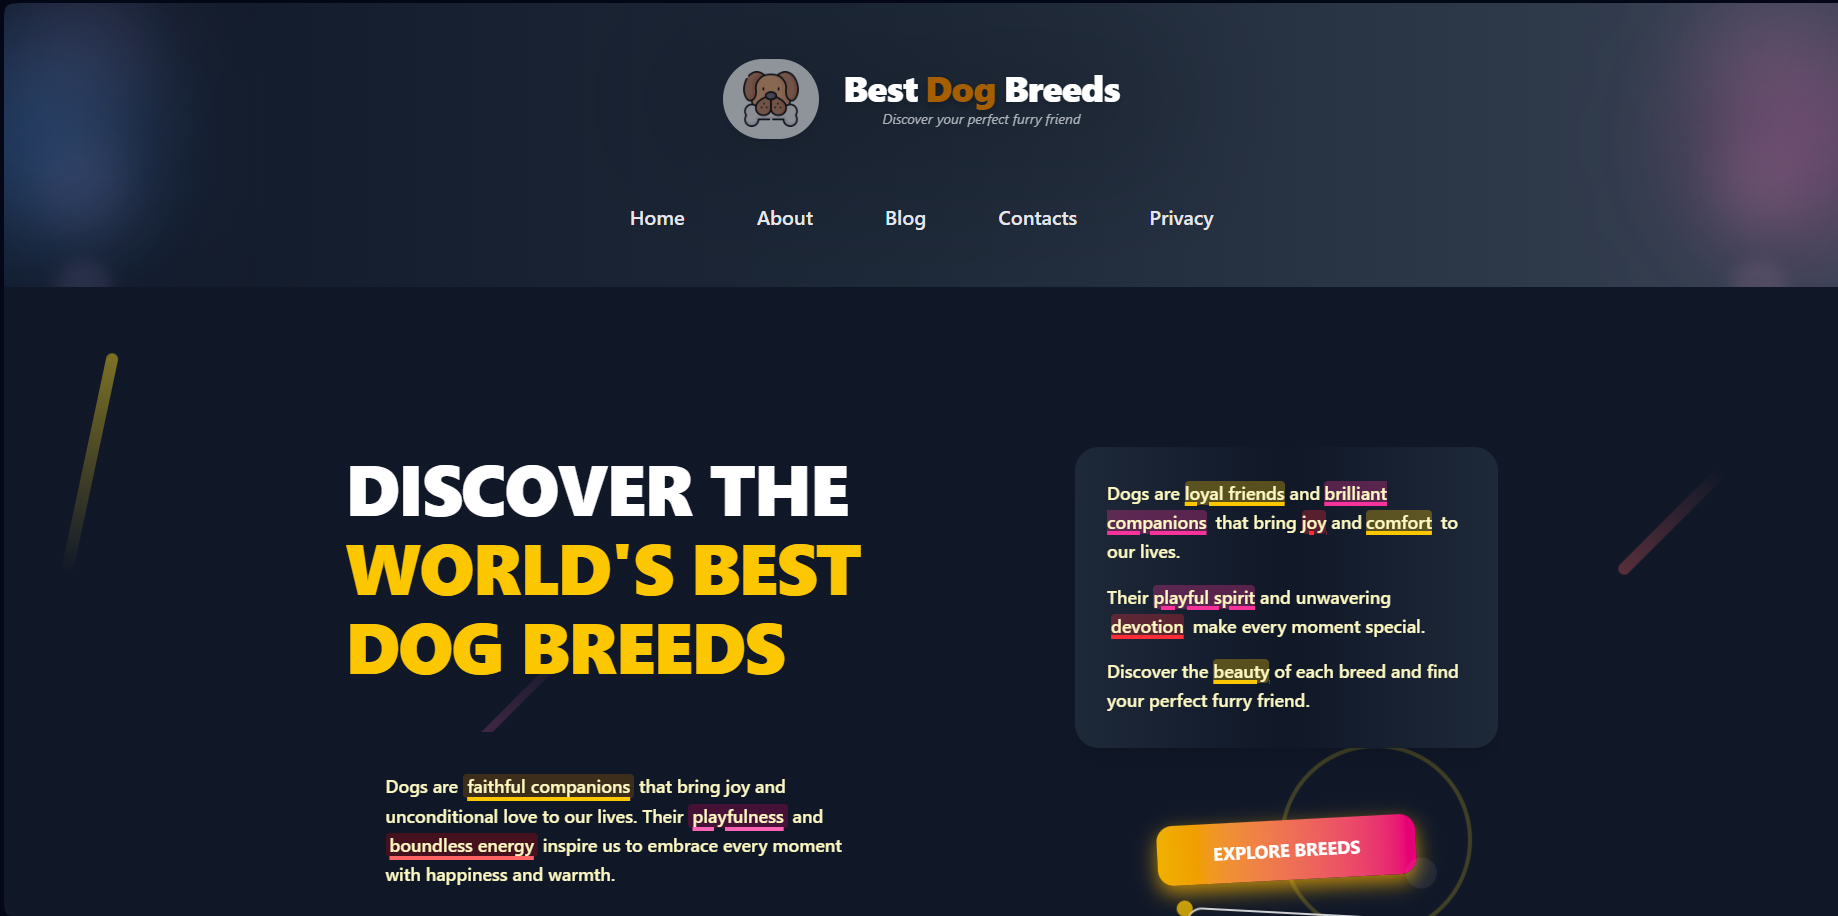 Best Dog Breeds
Discover your perfect furry friend
Home About Blog Contacts Privacy
DISCOVER THE
WORLD'S BEST
DOG BREEDS
Dogs are faithful companions that bring joy and
unconditional love to our lives. Their playfulness and
boundless energy inspire us to embrace every moment
with happiness and warmth.
Dogs are loyal friends and brilliant
companions that bring joy and comfort to
our lives.
Their playful spirit and unwavering
devotion make every moment special.
Discover the beauty of each breed and find
your perfect furry friend.
EXPLORE BREEDS